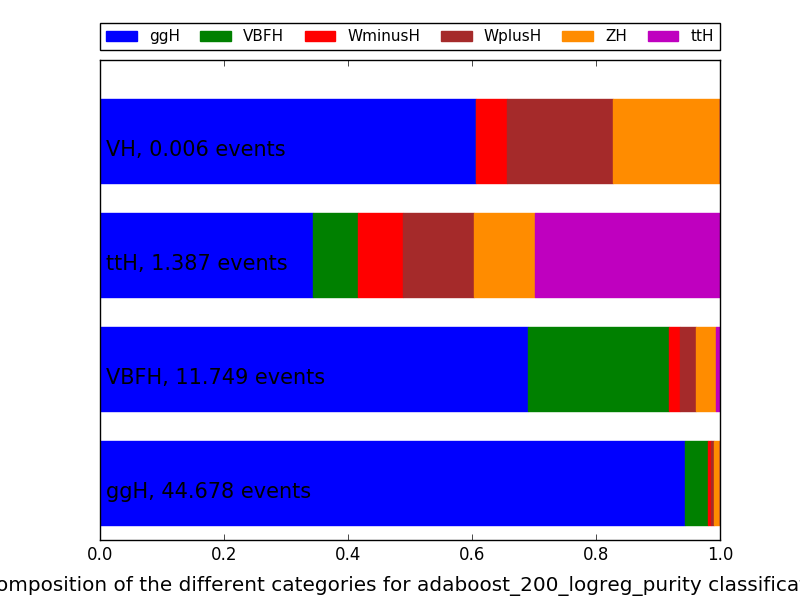 ggH VBFH WminusH WplusH ZH ttH
VH, 0.006 events
ttH, 1.387 events
VBFH, 11.749 events
ggH, 44.678 events
0.0 0.2 0.4 0.6 0.8 1.0
omposition of the different categories for adaboost_200_logreg_purity classifica